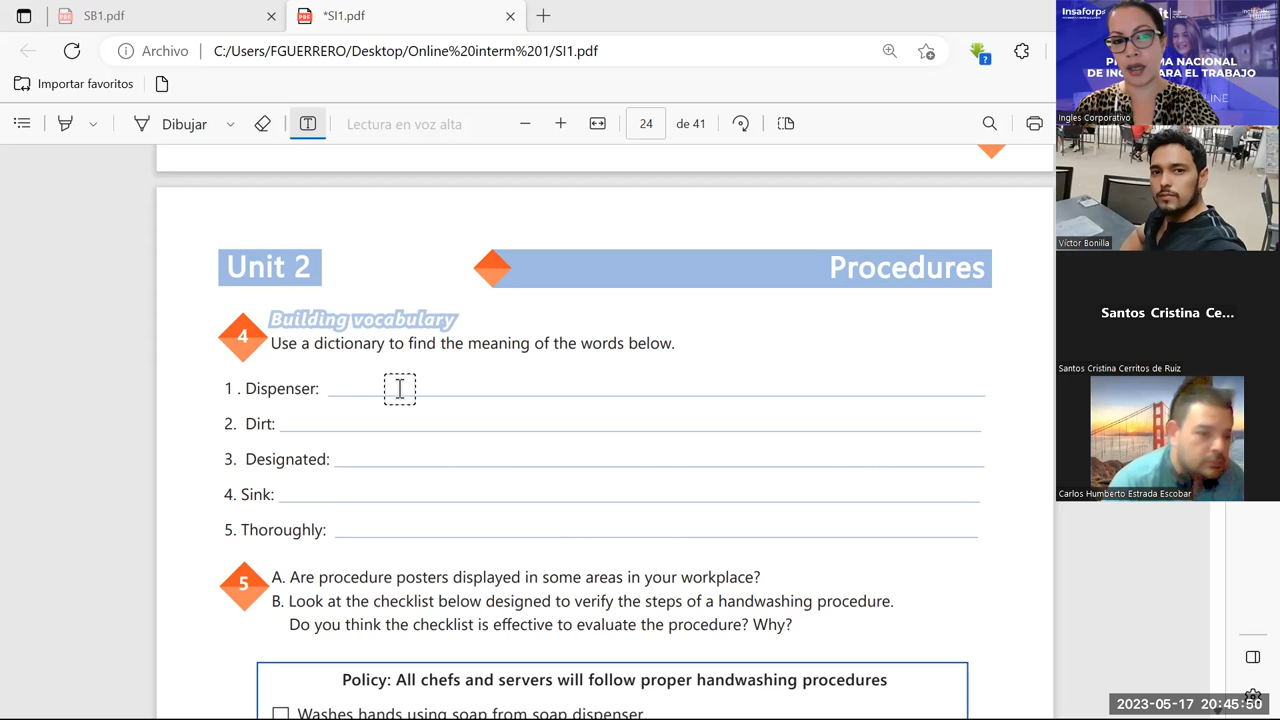 SB1.pdf
*SI1.pdf
Archivo
C:/Users/FGUERRERO/Desktop/Online%20interm%201/SI1.pdf
Importar favoritos
Dibujar
Lectura en voz alta
24
de 41
Unit 2
Procedures
4
Building vocabulary
Use a dictionary to find the meaning of the words below.
1 . Dispenser:
2. Dirt:
3. Designated:
4. Sink:
5. Thoroughly:
5
A. Are procedure posters displayed in some areas in your workplace?
B. Look at the checklist below designed to verify the steps of a handwashing procedure.
Do you think the checklist is effective to evaluate the procedure? Why?
Policy: All chefs and servers will follow proper handwashing procedures
Washes hands using soap from soap dispenser
Insaforp
NACIONAL
DE
PARA EL TRABAJO
Ingles Corporativo
Víctor Bonilla
Santos Cristina Ce...
Santos Cristina Cerritos de Ruiz
Carlos Humberto Estrada Escobar
2023-05-17 20:45:50